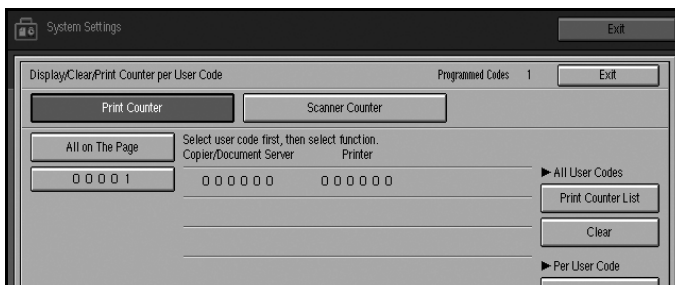 System Settings
Exit
Display/Clear/Print Counter per User Code
Programmed Codes 1
Exit
Print Counter
Scanner Counter
All on The Page
Select user code first, then select function.
Copier/Document Server Printer
00001
000000 000000
►All User Codes
Print Counter List
Clear
►Per User Code